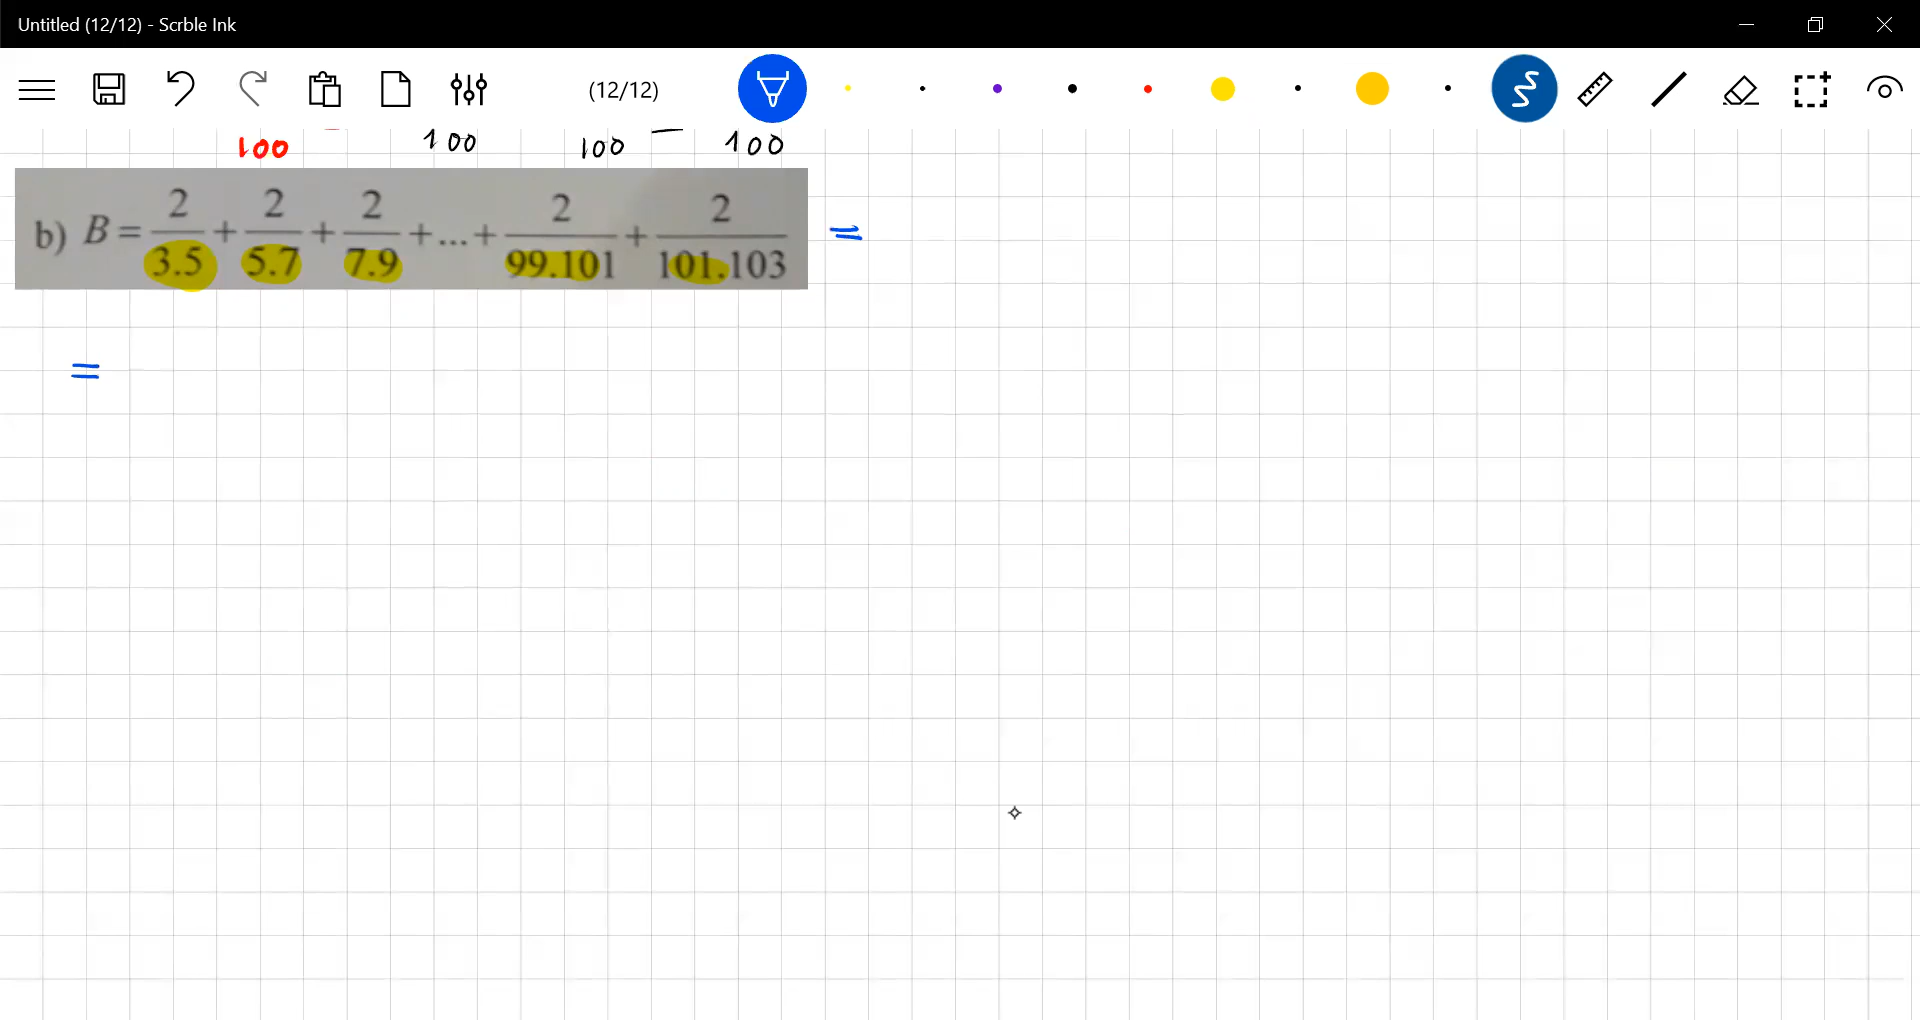 Untitled (12/12) - Scrble Ink
(12/12)
100 100 100 - 100
b) B = 2/3.5 + 2/5.7 + 2/7.9 + ... + 2/99.101 + 2/101.103 =
=